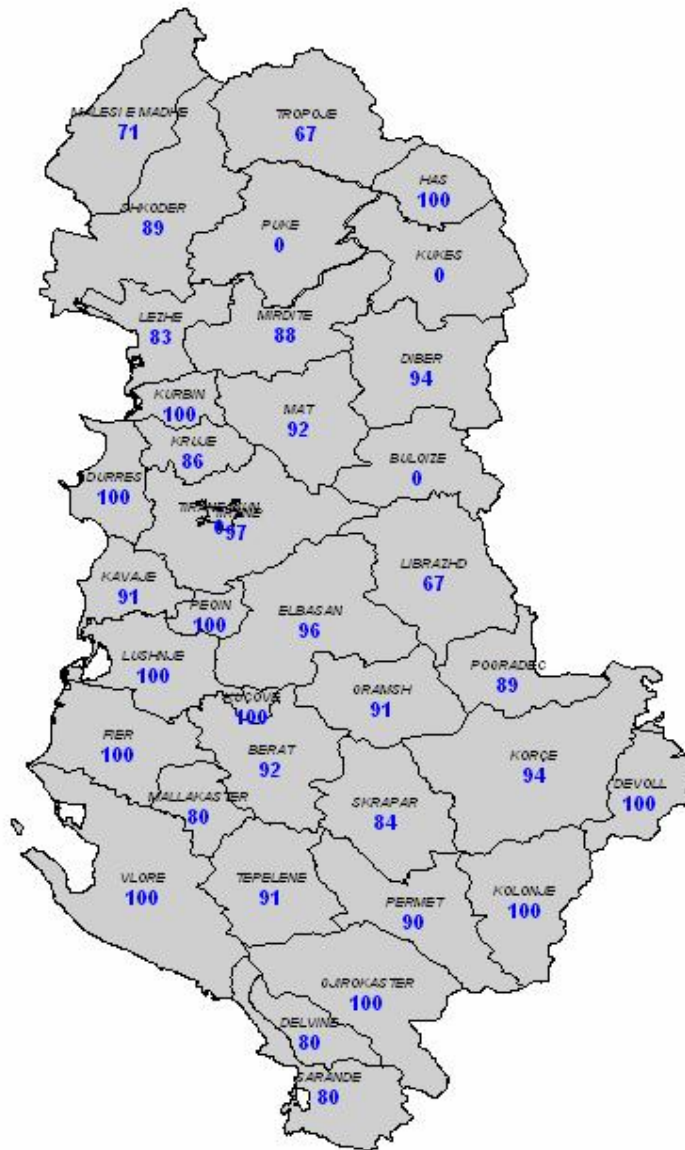 MALESI E MADHE
71
TROPOJE
67
HAS
100
SHKODER
89
PUKE
0
KUKES
0
LEZHE
83
MIRDITE
88
DIBER
94
KURBIN
100
MAT
92
KRUJE
86
BULQIZE
0
DURRES
100
TIRANE
97
LIBRAZHD
67
KAVAJE
91
PEQIN
100
ELBASAN
96
LUSHNJE
100
POGRADEC
89
GRAMSH
91
KUÇOVE
100
FIER
100
BERAT
92
KORÇE
94
DEVOLL
100
MALLAKASTER
80
SKRAPAR
84
VLORE
100
TEPELENE
91
PERMET
90
KOLONJE
100
GJIROKASTER
100
DELVINE
80
SARANDE
80